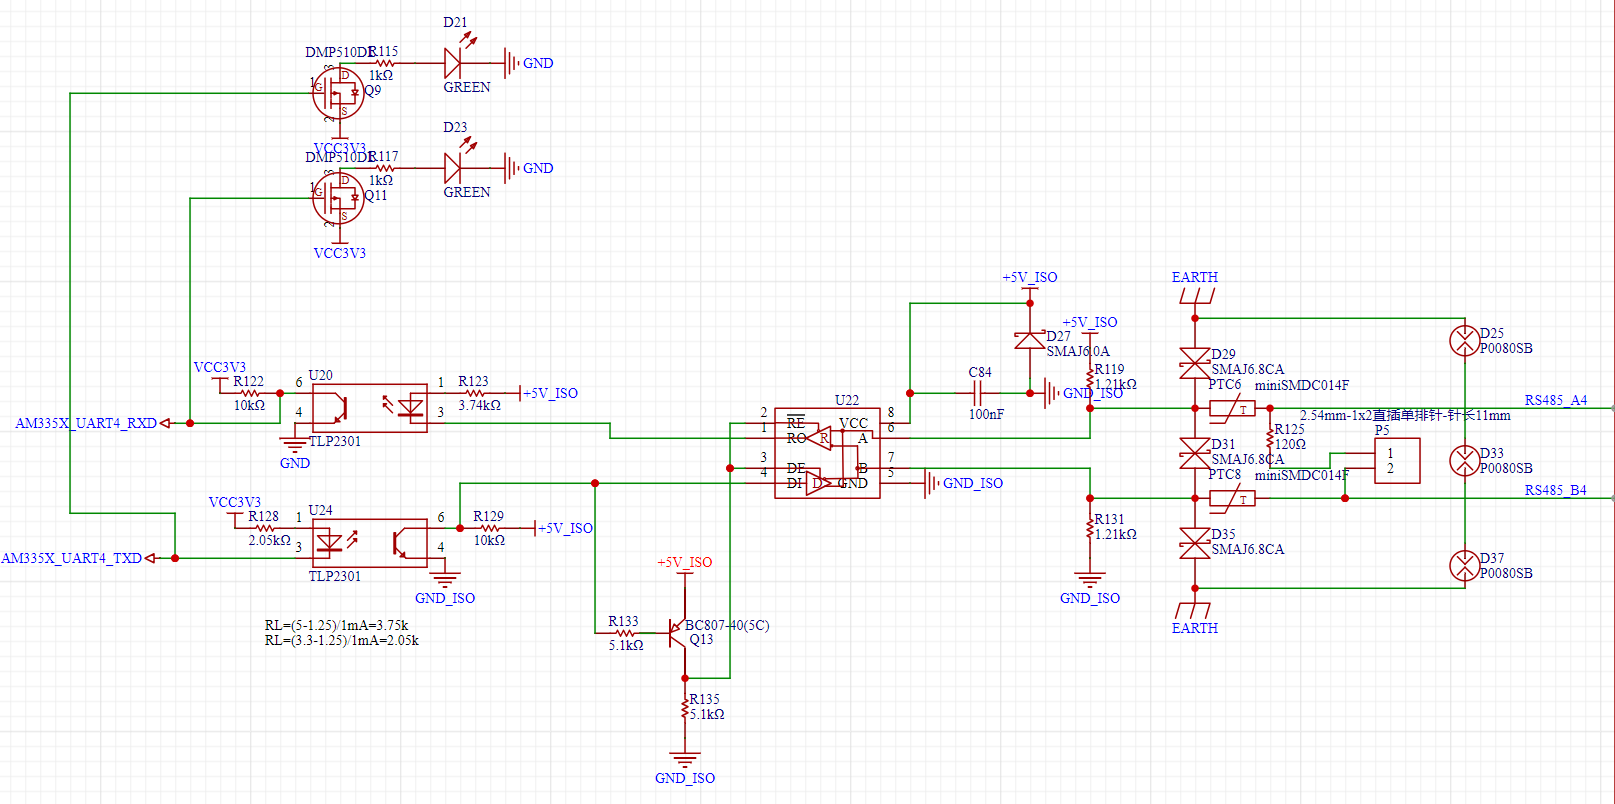 D21
DMP510DL
R115
1kΩ
1
G
3
D
S
2
Q9
GREEN
GND
VCC3V3
D23
DMP510DL
R117
1kΩ
1
G
3
D
S
2
Q11
GREEN
GND
VCC3V3
+5V_ISO
EARTH
+5V_ISO
D27
SMAJ6.0A
D25
P0080SB
D29
SMAJ6.8CA
VCC3V3
R122
10kΩ
U20
6
4
1
3
R123
3.74kΩ
+5V_ISO
C84
100nF
GND_ISO
R119
1.21kΩ
PTC6
miniSMDC014F
T
RS485_A4
AM335X_UART4_RXD
TLP2301
GND
U22
2
1
3
4
RE
RO
DE
DI
R
D
VCC
A
B
GND
8
6
7
5
GND_ISO
2.54mm-1x2直插单排针-针长11mm
R125
120Ω
P5
1
2
D31
SMAJ6.8CA
D33
P0080SB
PTC8
miniSMDC014F
T
RS485_B4
VCC3V3
R128
2.05kΩ
U24
1
3
6
4
R129
10kΩ
+5V_ISO
R131
1.21kΩ
D35
SMAJ6.8CA
D37
P0080SB
AM335X_UART4_TXD
TLP2301
GND_ISO
+5V_ISO
GND_ISO
EARTH
RL=(5-1.25)/1mA=3.75k
RL=(3.3-1.25)/1mA=2.05k
R133
5.1kΩ
BC807-40(5C)
Q13
R135
5.1kΩ
GND_ISO